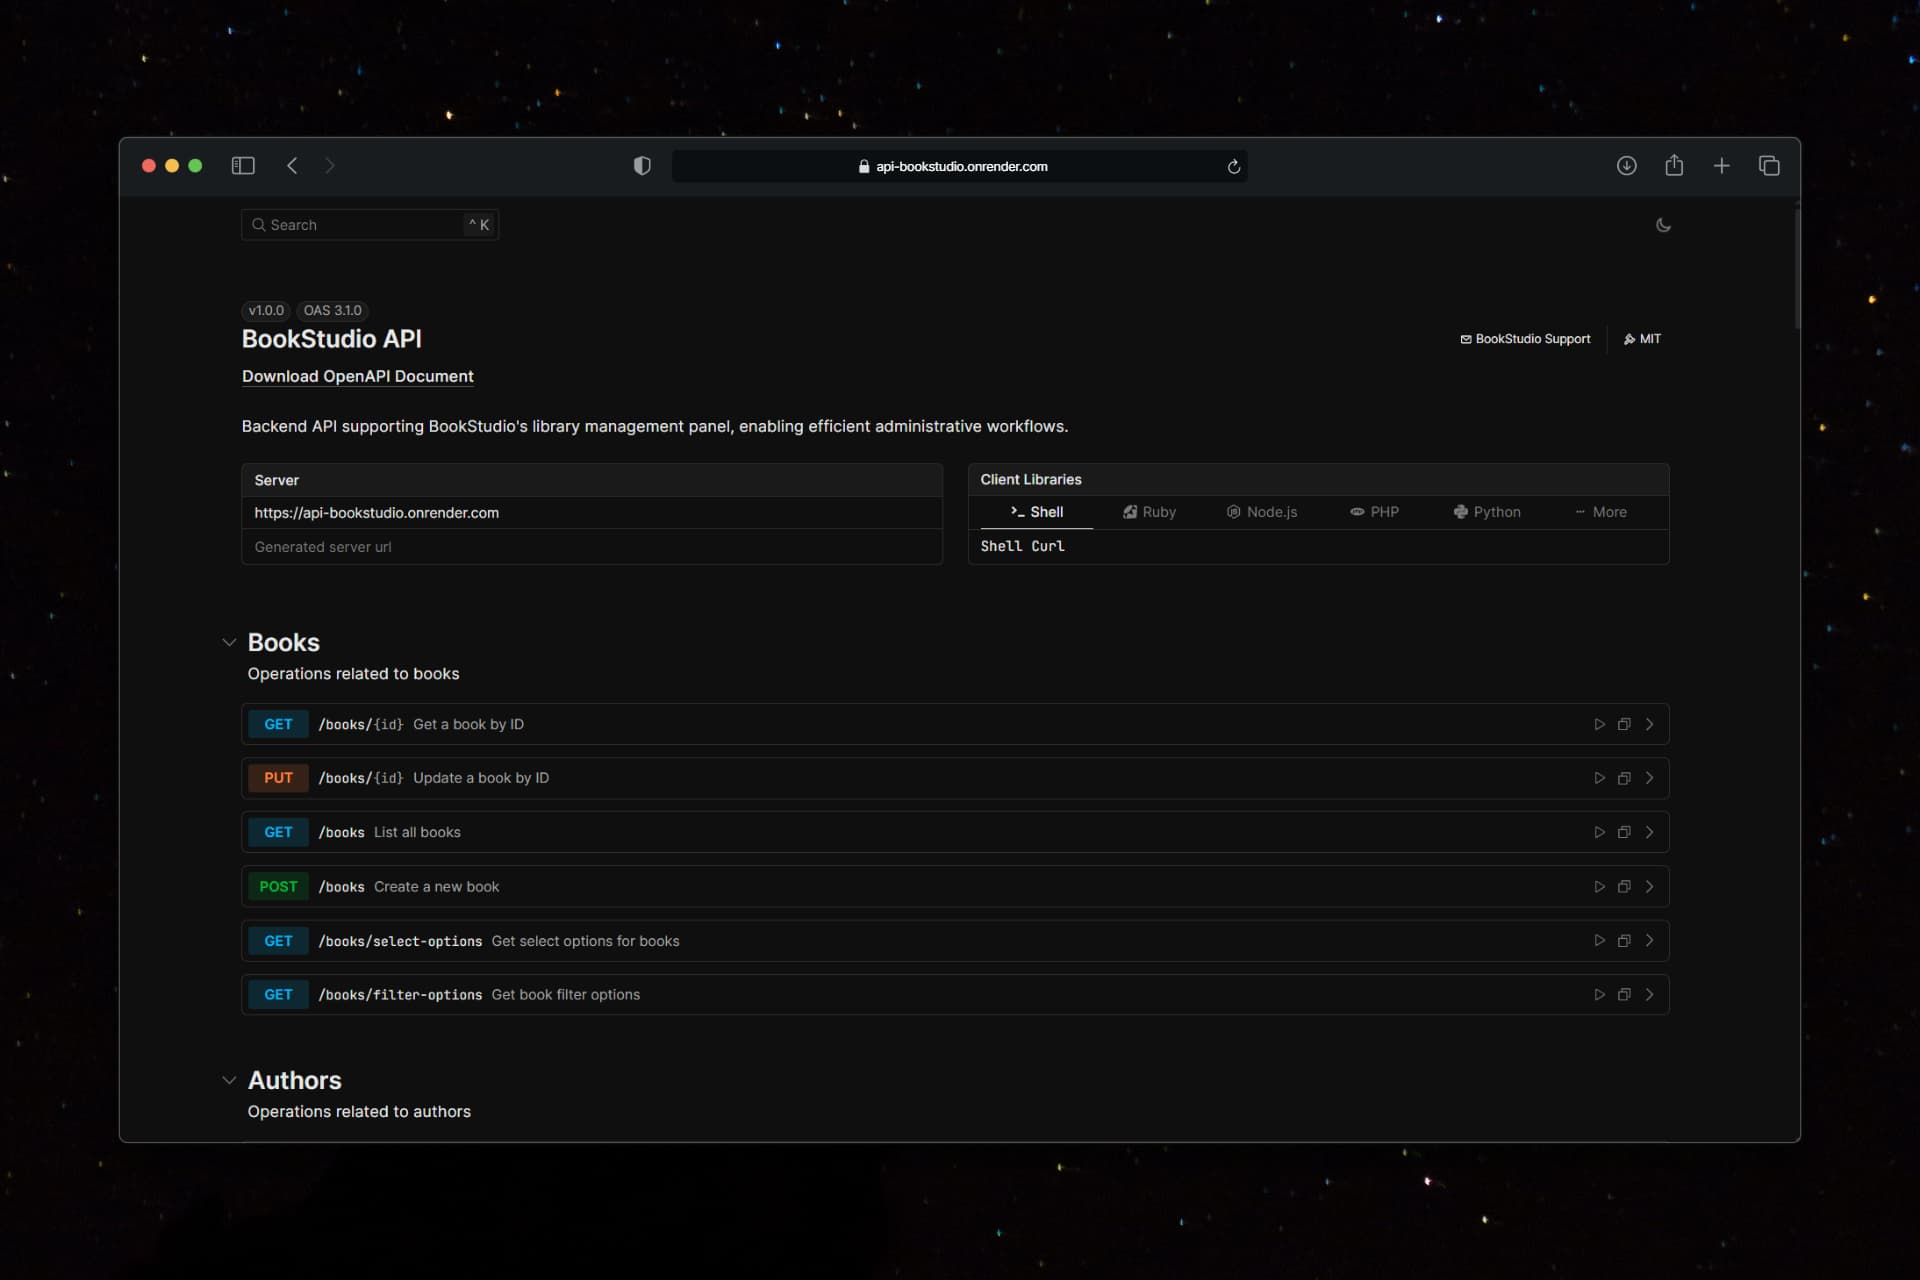 api-bookstudio.onrender.com
Search ^ K
v1.0.0 OAS 3.1.0
BookStudio API
BookStudio Support MIT
Download OpenAPI Document
Backend API supporting BookStudio's library management panel, enabling efficient administrative workflows.
Server
https://api-bookstudio.onrender.com
Generated server url
Client Libraries
Shell Ruby Node.js PHP Python More
Shell Curl
Books
Operations related to books
GET /books/{id} Get a book by ID
PUT /books/{id} Update a book by ID
GET /books List all books
POST /books Create a new book
GET /books/select-options Get select options for books
GET /books/filter-options Get book filter options
Authors
Operations related to authors